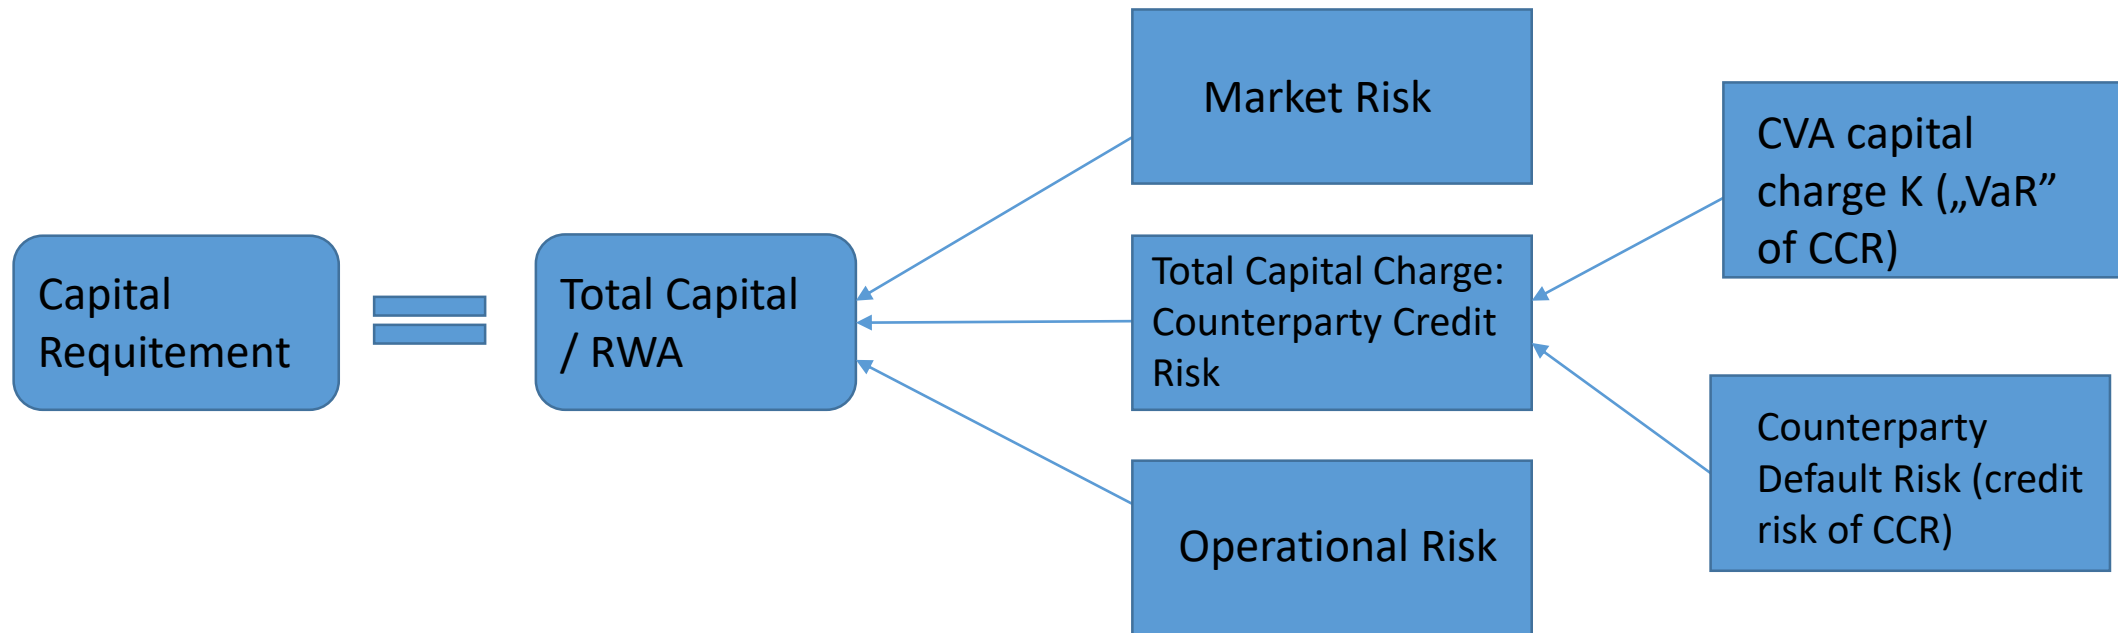 Capital
Requitement
Total Capital
/ RWA
Market Risk
Total Capital Charge:
Counterparty Credit
Risk
Operational Risk
CVA capital
charge K („VaR”
of CCR)
Counterparty
Default Risk (credit
risk of CCR)